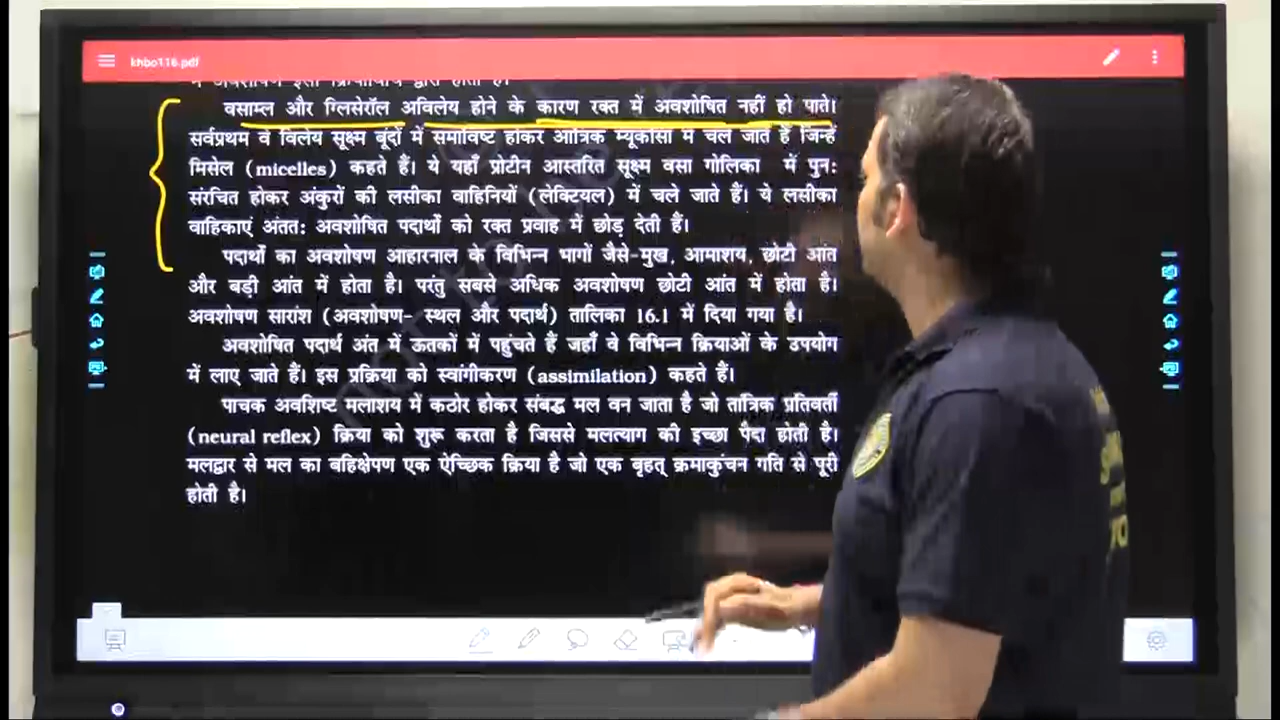 khbo116.pdf
में अवशोषण इसी क्रियाविधि द्वारा होता है।
वसाम्ल और ग्लिसेरॉल अविलेय होने के कारण रक्त में अवशोषित नहीं हो पाते।
सर्वप्रथम वे विलेय सूक्ष्म बूंदों में समाविष्ट होकर आंत्रिक म्यूकोसा में चले जाते हैं जिन्हें
मिसेल (micelles) कहते हैं। ये यहाँ प्रोटीन आस्तरित सूक्ष्म वसा गोलिका में पुन:
संरचित होकर अंकुरों की लसीका वाहिनियों (लेक्टियल) में चले जाते हैं। ये लसीका
वाहिकाएं अंतत: अवशोषित पदार्थों को रक्त प्रवाह में छोड़ देती हैं।
पदार्थों का अवशोषण आहारनाल के विभिन्न भागों जैसे-मुख, आमाशय, छोटी आंत
और बड़ी आंत में होता है। परंतु सबसे अधिक अवशोषण छोटी आंत में होता है।
अवशोषण सारांश (अवशोषण- स्थल और पदार्थ) तालिका 16.1 में दिया गया है।
अवशोषित पदार्थ अंत में ऊतकों में पहुंचते हैं जहाँ वे विभिन्न क्रियाओं के उपयोग
में लाए जाते हैं। इस प्रक्रिया को स्वांगीकरण (assimilation) कहते हैं।
पाचक अवशिष्ट मलाशय में कठोर होकर संबद्ध मल बन जाता है जो तांत्रिक प्रतिवर्ती
(neural reflex) क्रिया को शुरू करता है जिससे मलत्याग की इच्छा पैदा होती है।
मलद्वार से मल का बहिक्षेपण एक ऐच्छिक क्रिया है जो एक बृहत् क्रमाकुंचन गति से पूरी
होती है।